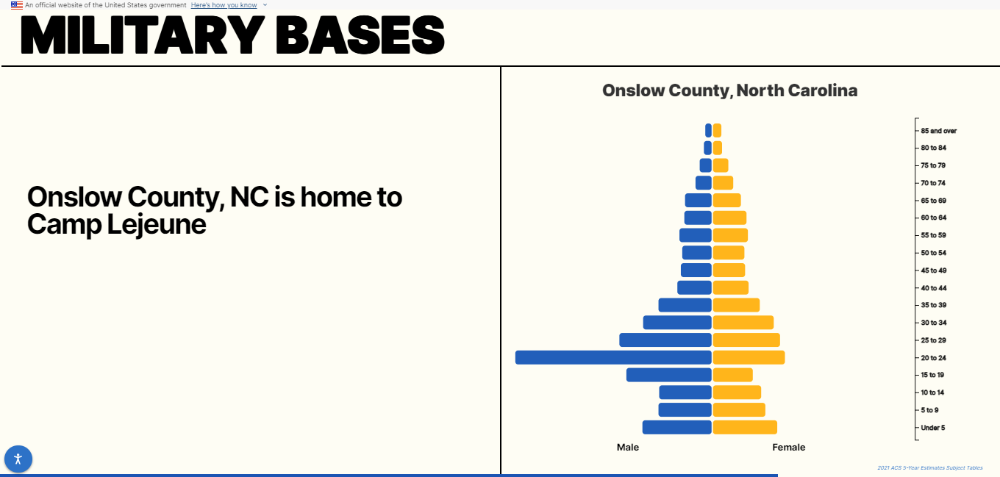 An official website of the United States government Here's how you know
MILITARY BASES
Onslow County, NC is home to
Camp Lejeune
Onslow County, North Carolina
85 and over
80 to 84
75 to 79
70 to 74
65 to 69
60 to 64
55 to 59
50 to 54
45 to 49
40 to 44
35 to 39
30 to 34
25 to 29
20 to 24
15 to 19
10 to 14
5 to 9
Under 5
Male Female
2021 ACS 5-Year Estimates Subject Tables